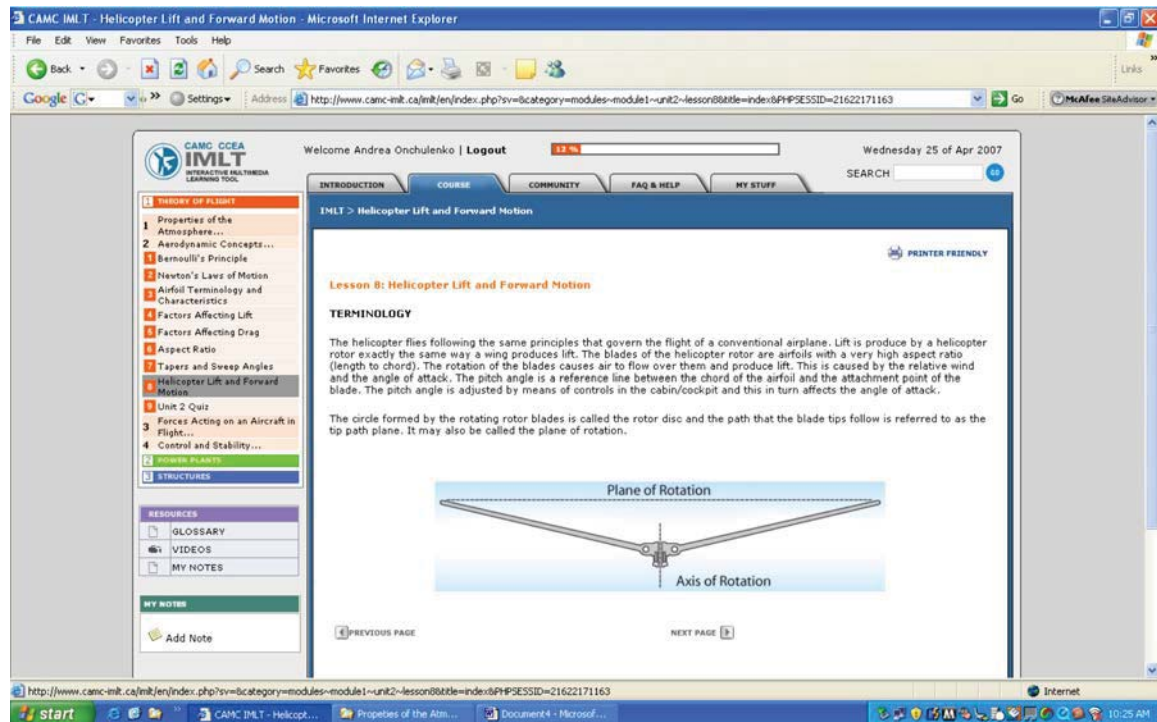 CAMC IMLT - Helicopter Lift and Forward Motion - Microsoft Internet Explorer
File Edit View Favorites Tools Help
Back Search Favorites
Links
Google Settings Address http://www.camc-imlt.ca/imlt/en/index.php?sv=&category=modules~module1~unit2~lesson8&title=index&PHPSESSID=21622171163 Go McAfee SiteAdvisor
CAMC CCEA
IMLT
INTERACTIVE MULTIMEDIA
LEARNING TOOL
Welcome Andrea Onchulenko | Logout
12 %
Wednesday 25 of Apr 2007
SEARCH GO
INTRODUCTION COURSE COMMUNITY FAQ & HELP MY STUFF
IMLT > Helicopter Lift and Forward Motion
1 THEORY OF FLIGHT
1 Properties of the
Atmosphere...
2 Aerodynamic Concepts...
1 Bernoulli's Principle
2 Newton's Laws of Motion
3 Airfoil Terminology and
Characteristics
4 Factors Affecting Lift
5 Factors Affecting Drag
6 Aspect Ratio
7 Tapers and Sweep Angles
8 Helicopter Lift and Forward
Motion
9 Unit 2 Quiz
3 Forces Acting on an Aircraft in
Flight...
4 Control and Stability...
2 POWER PLANTS
3 STRUCTURES
RESOURCES
GLOSSARY
VIDEOS
MY NOTES
MY NOTES
Add Note
PRINTER FRIENDLY
Lesson 8: Helicopter Lift and Forward Motion
TERMINOLOGY
The helicopter flies following the same principles that govern the flight of a conventional airplane. Lift is produce by a helicopter
rotor exactly the same way a wing produces lift. The blades of the helicopter rotor are airfoils with a very high aspect ratio
(length to chord). The rotation of the blades causes air to flow over them and produce lift. This is caused by the relative wind
and the angle of attack. The pitch angle is a reference line between the chord of the airfoil and the attachment point of the
blade. The pitch angle is adjusted by means of controls in the cabin/cockpit and this in turn affects the angle of attack.
The circle formed by the rotating rotor blades is called the rotor disc and the path that the blade tips follow is referred to as the
tip path plane. It may also be called the plane of rotation.
Plane of Rotation
Axis of Rotation
PREVIOUS PAGE
NEXT PAGE
http://www.camc-imlt.ca/imlt/en/index.php?sv=&category=modules~module1~unit2~lesson8&title=index&PHPSESSID=21622171163
Internet
start CAMC IMLT - Helicopt... Propeties of the Atm... Document4 - Microsof... 10:25 AM